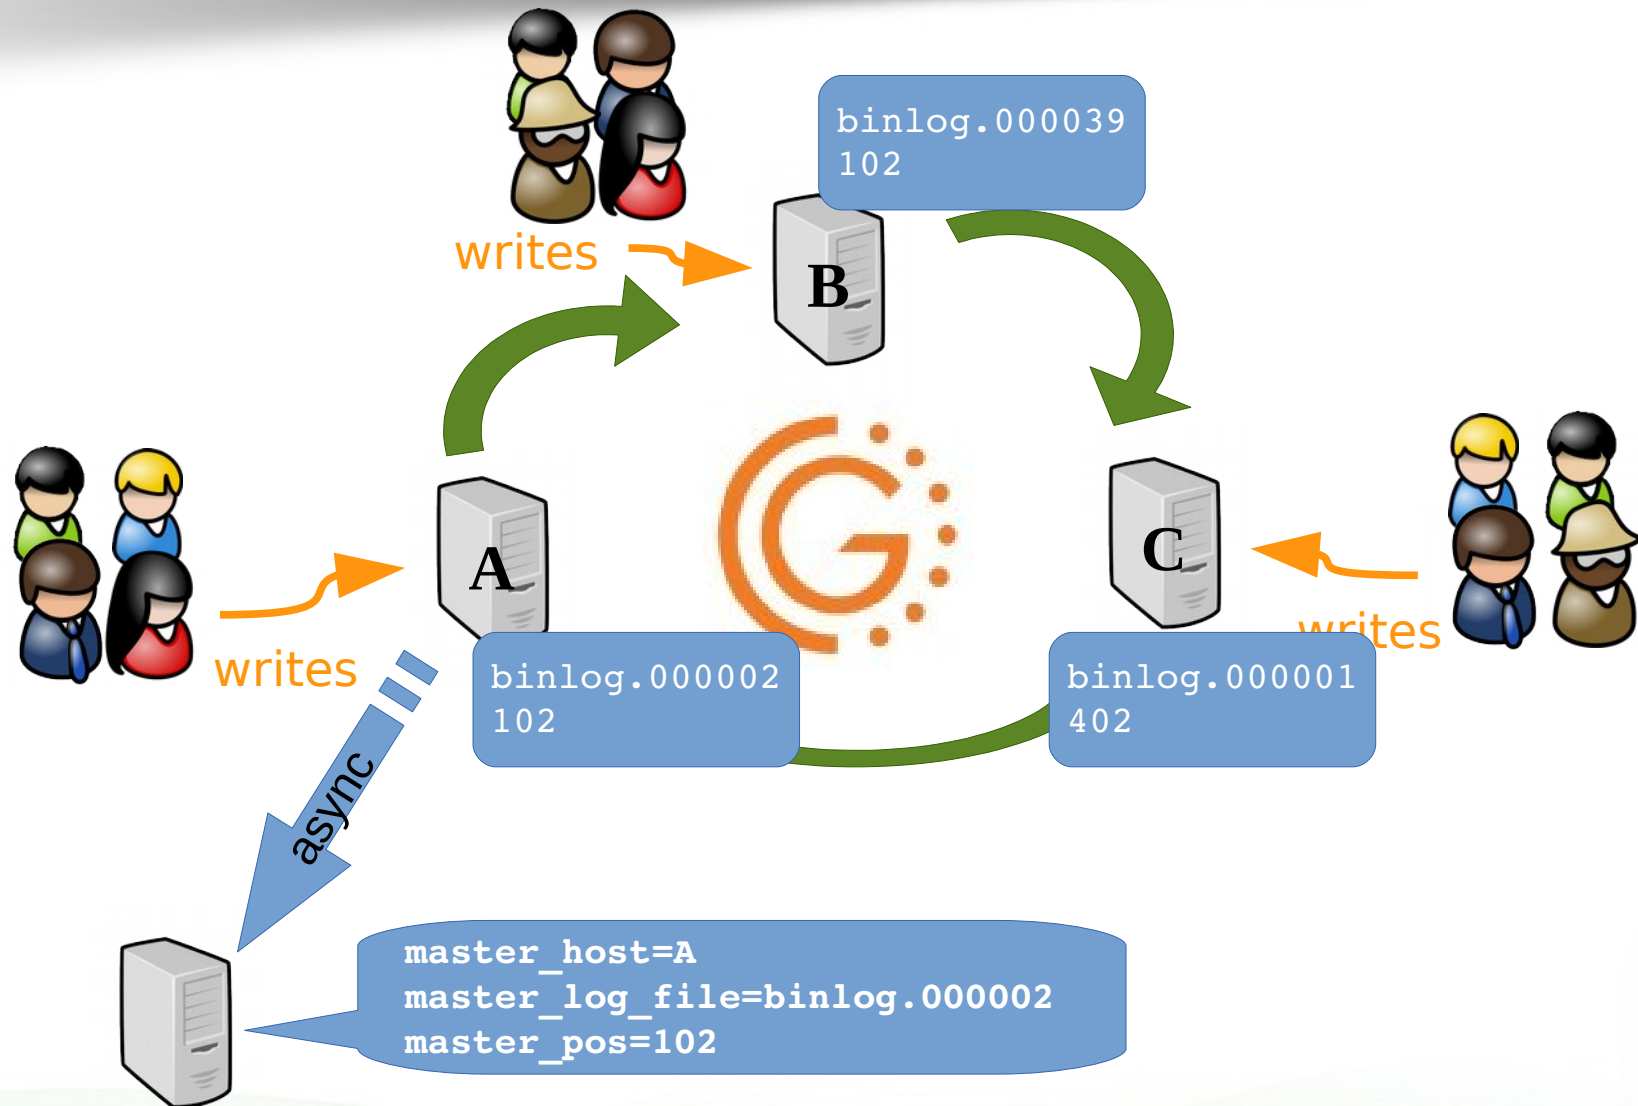 binlog.000039
102
writes
B
A
C
writes
writes
binlog.000002
102
binlog.000001
402
async
master_host=A
master_log_file=binlog.000002
master_pos=102